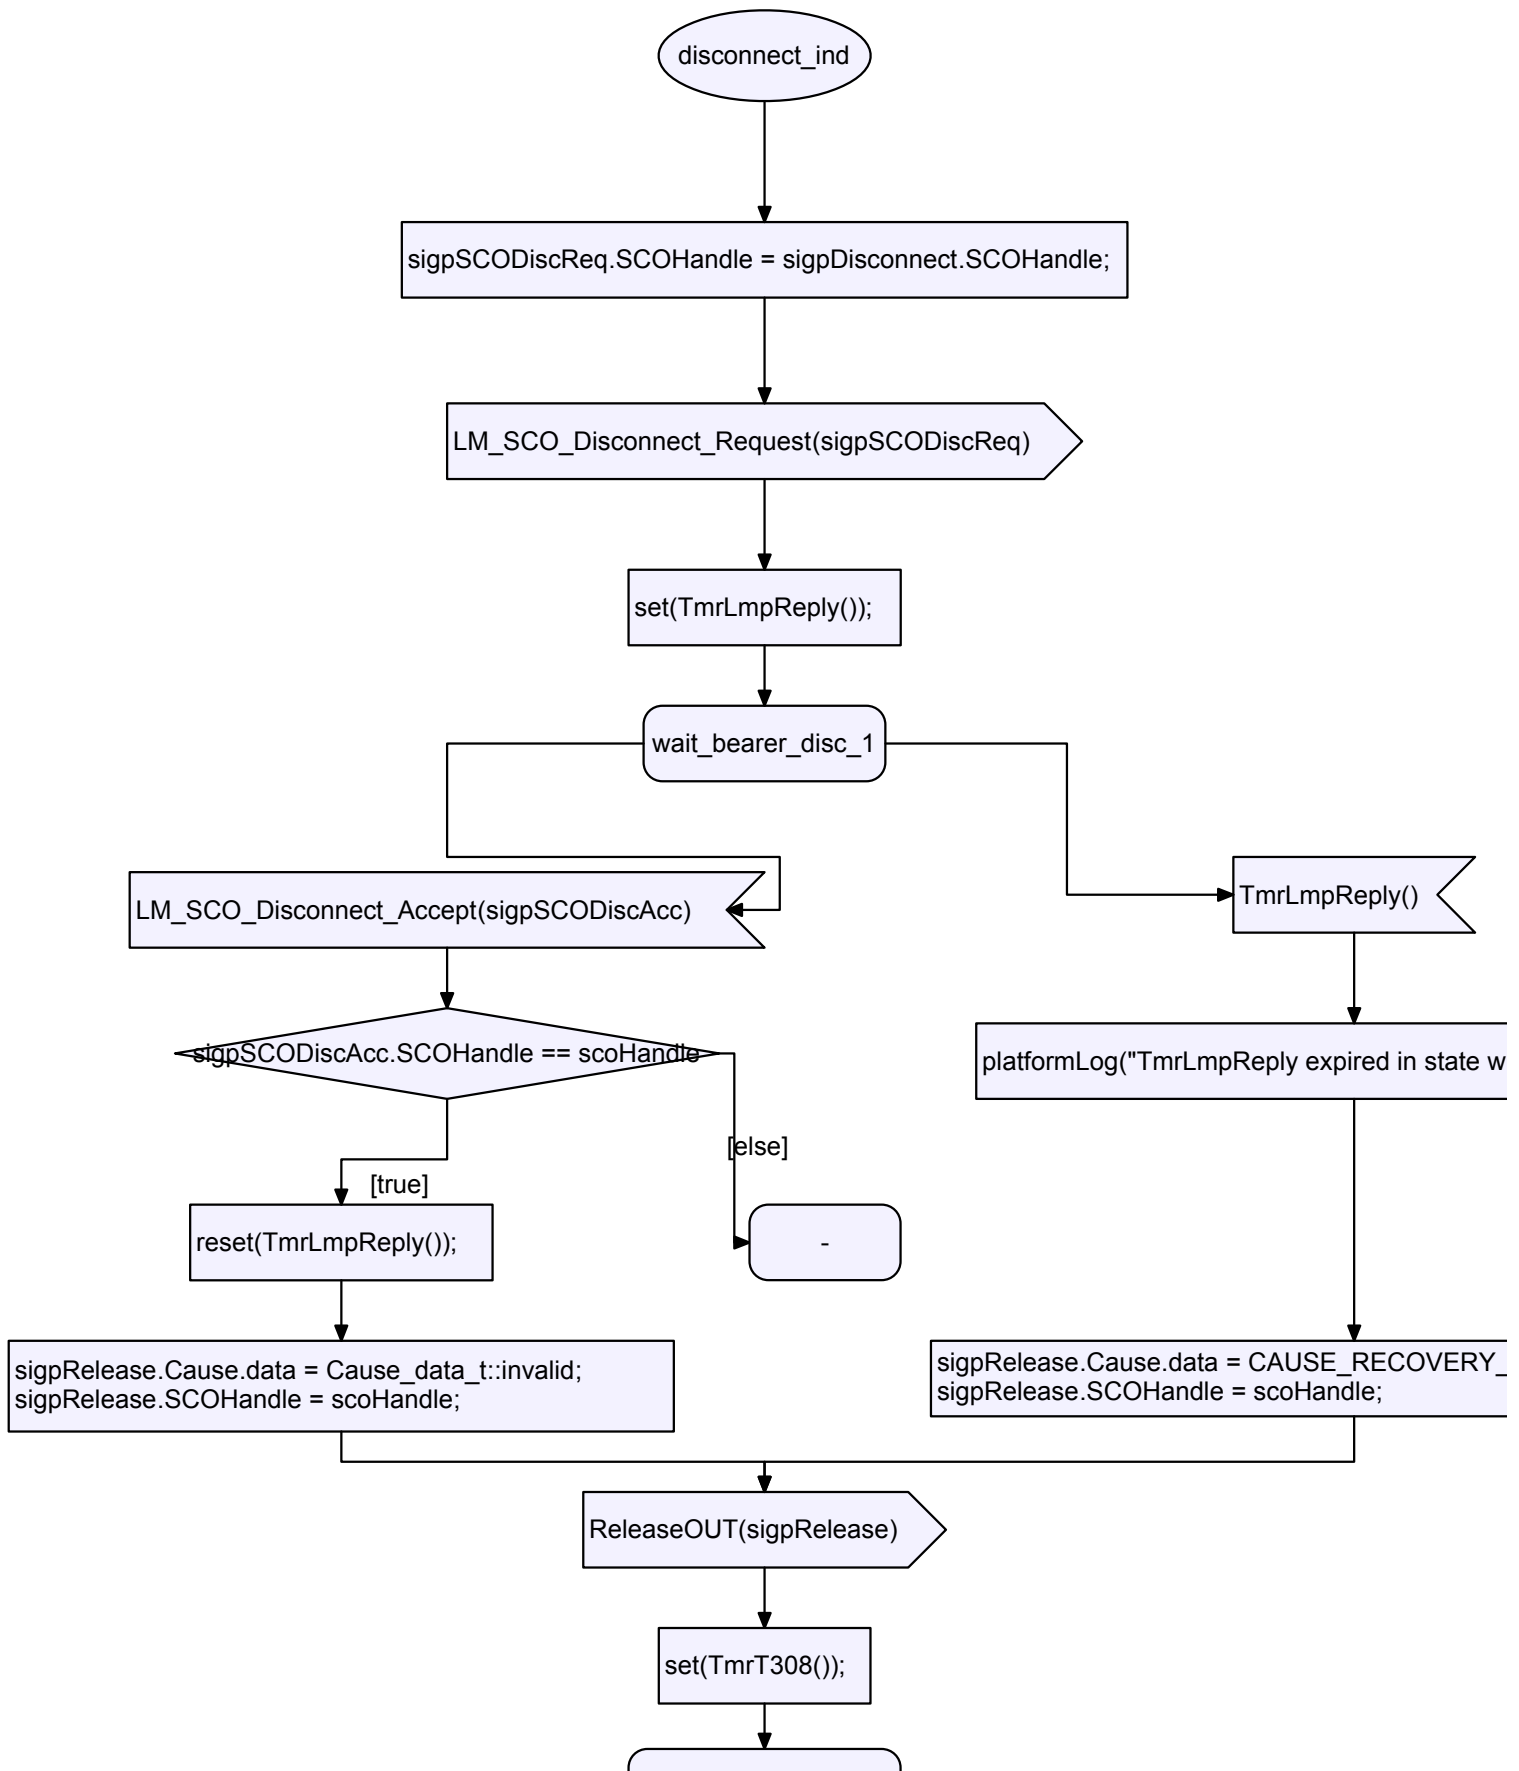 disconnect_ind
sigpSCODiscReq.SCOHandle = sigpDisconnect.SCOHandle;
LM_SCO_Disconnect_Request(sigpSCODiscReq)
set(TmrLmpReply());
wait_bearer_disc_1
LM_SCO_Disconnect_Accept(sigpSCODiscAcc)
TmrLmpReply()
sigpSCODiscAcc.SCOHandle == scoHandle
platformLog("TmrLmpReply expired in state w
[else]
[true]
reset(TmrLmpReply());
-
sigpRelease.Cause.data = Cause_data_t::invalid;
sigpRelease.SCOHandle = scoHandle;
sigpRelease.Cause.data = CAUSE_RECOVERY_
sigpRelease.SCOHandle = scoHandle;
ReleaseOUT(sigpRelease)
set(TmrT308());